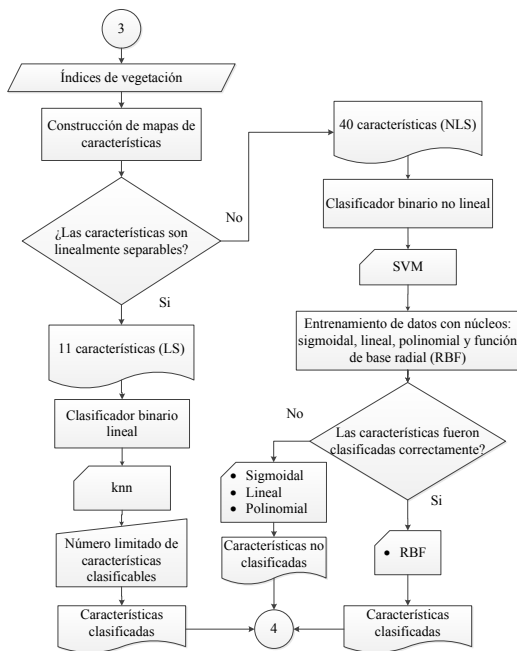 3
Índices de vegetación
Construcción de mapas de
características
¿Las características son
linealmente separables?
No
Si
11 características (LS)
Clasificador binario
lineal
knn
Número limitado de
características
clasificables
Características
clasificadas
40 características (NLS)
Clasificador binario no lineal
SVM
Entrenamiento de datos con núcleos:
sigmoidal, lineal, polinomial y función
de base radial (RBF)
Las características fueron
clasificadas correctamente?
No
Si
• Sigmoidal
• Lineal
• Polinomial
Características no
clasificadas
• RBF
Características
clasificadas
4